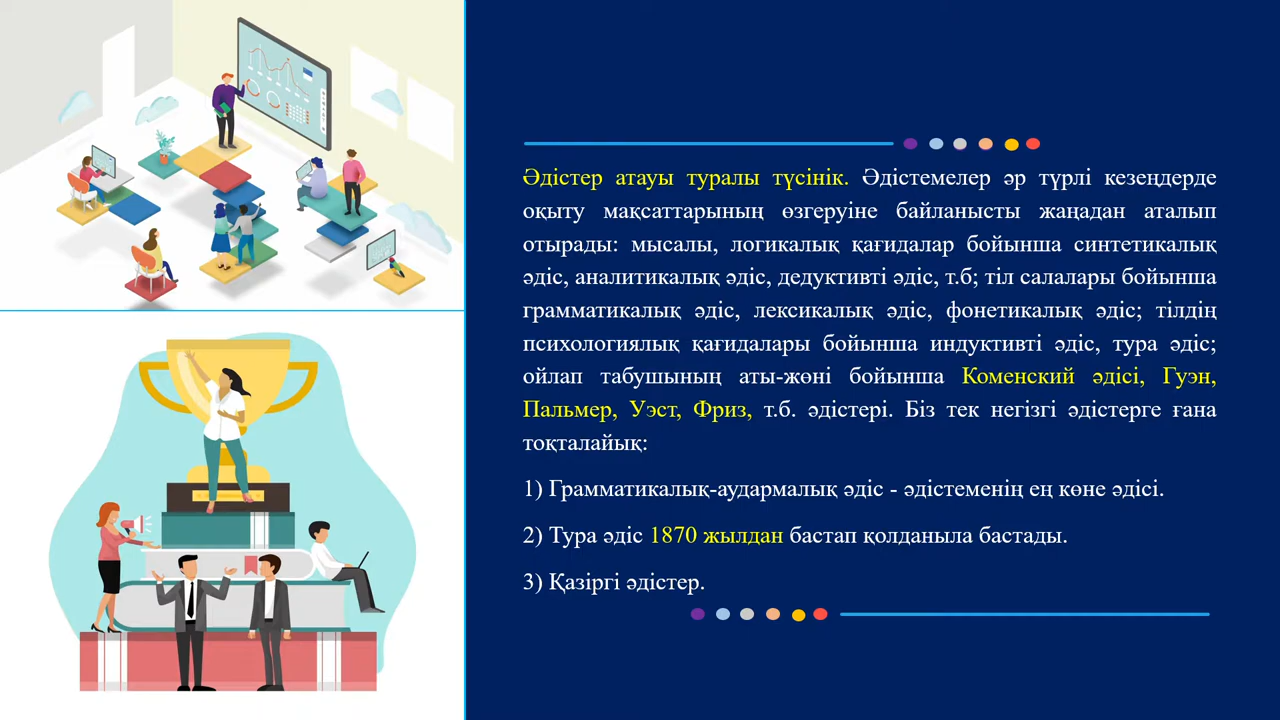 Әдістер атауы туралы түсінік. Әдістемелер әр түрлі кезеңдерде
оқыту мақсаттарының өзгеруіне байланысты жаңадан аталып
отырады: мысалы, логикалық қағидалар бойынша синтетикалық
әдіс, аналитикалық әдіс, дедуктивті әдіс, т.б; тіл салалары бойынша
грамматикалық әдіс, лексикалық әдіс, фонетикалық әдіс; тілдің
психологиялық қағидалары бойынша индуктивті әдіс, тура әдіс;
ойлап табушының аты-жөні бойынша Коменский әдісі, Гуэн,
Пальмер, Уэст, Фриз, т.б. әдістері. Біз тек негізгі әдістерге ғана
тоқталайық:
1) Грамматикалық-аудармалық әдіс - әдістеменің ең көне әдісі.
2) Тура әдіс 1870 жылдан бастап қолданыла бастады.
3) Қазіргі әдістер.